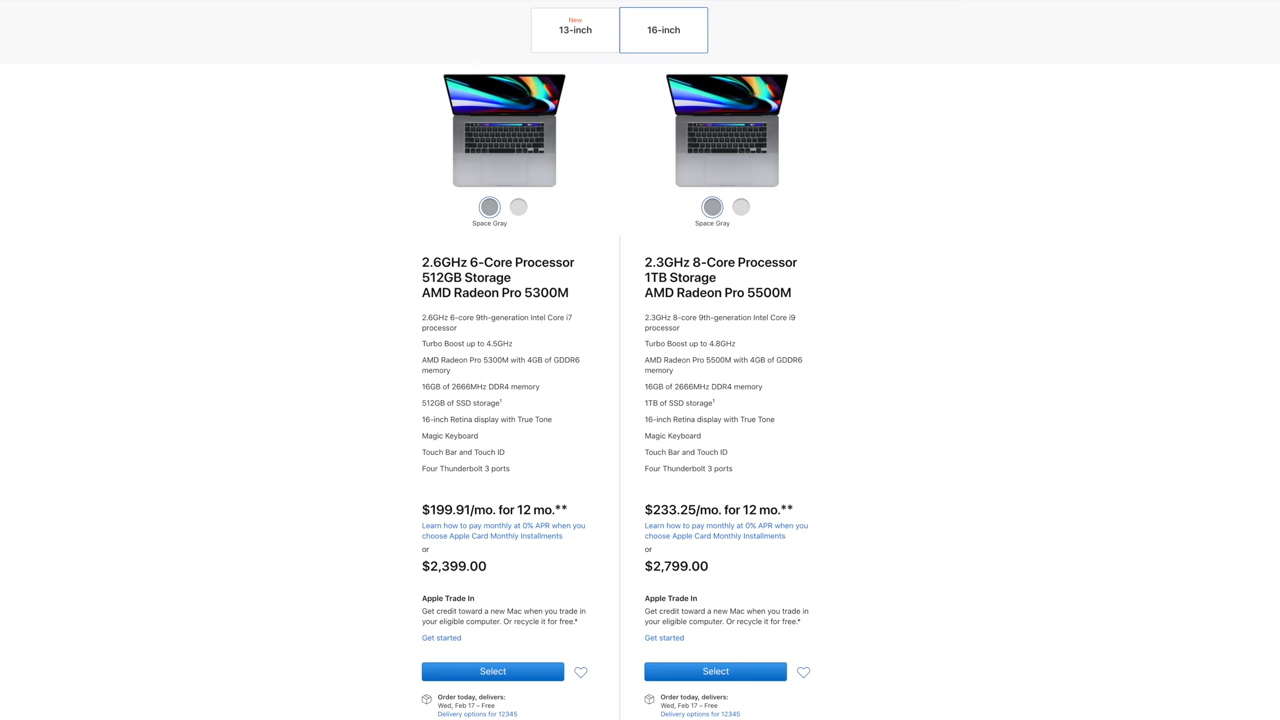 New
13-inch
16-inch
Space Gray
Space Gray
2.6GHz 6-Core Processor
512GB Storage
AMD Radeon Pro 5300M
2.6GHz 6-core 9th-generation Intel Core i7
processor
Turbo Boost up to 4.5GHz
AMD Radeon Pro 5300M with 4GB of GDDR6
memory
16GB of 2666MHz DDR4 memory
512GB of SSD storage¹
16-inch Retina display with True Tone
Magic Keyboard
Touch Bar and Touch ID
Four Thunderbolt 3 ports
$199.91/mo. for 12 mo.**
Learn how to pay monthly at 0% APR when you
choose Apple Card Monthly Installments
or
$2,399.00
Apple Trade In
Get credit toward a new Mac when you trade in
your eligible computer. Or recycle it for free.*
Get started
Select
Order today, delivers:
Wed, Feb 17 – Free
Delivery options for 12345
2.3GHz 8-Core Processor
1TB Storage
AMD Radeon Pro 5500M
2.3GHz 8-core 9th-generation Intel Core i9
processor
Turbo Boost up to 4.8GHz
AMD Radeon Pro 5500M with 4GB of GDDR6
memory
16GB of 2666MHz DDR4 memory
1TB of SSD storage¹
16-inch Retina display with True Tone
Magic Keyboard
Touch Bar and Touch ID
Four Thunderbolt 3 ports
$233.25/mo. for 12 mo.**
Learn how to pay monthly at 0% APR when you
choose Apple Card Monthly Installments
or
$2,799.00
Apple Trade In
Get credit toward a new Mac when you trade in
your eligible computer. Or recycle it for free.*
Get started
Select
Order today, delivers:
Wed, Feb 17 – Free
Delivery options for 12345